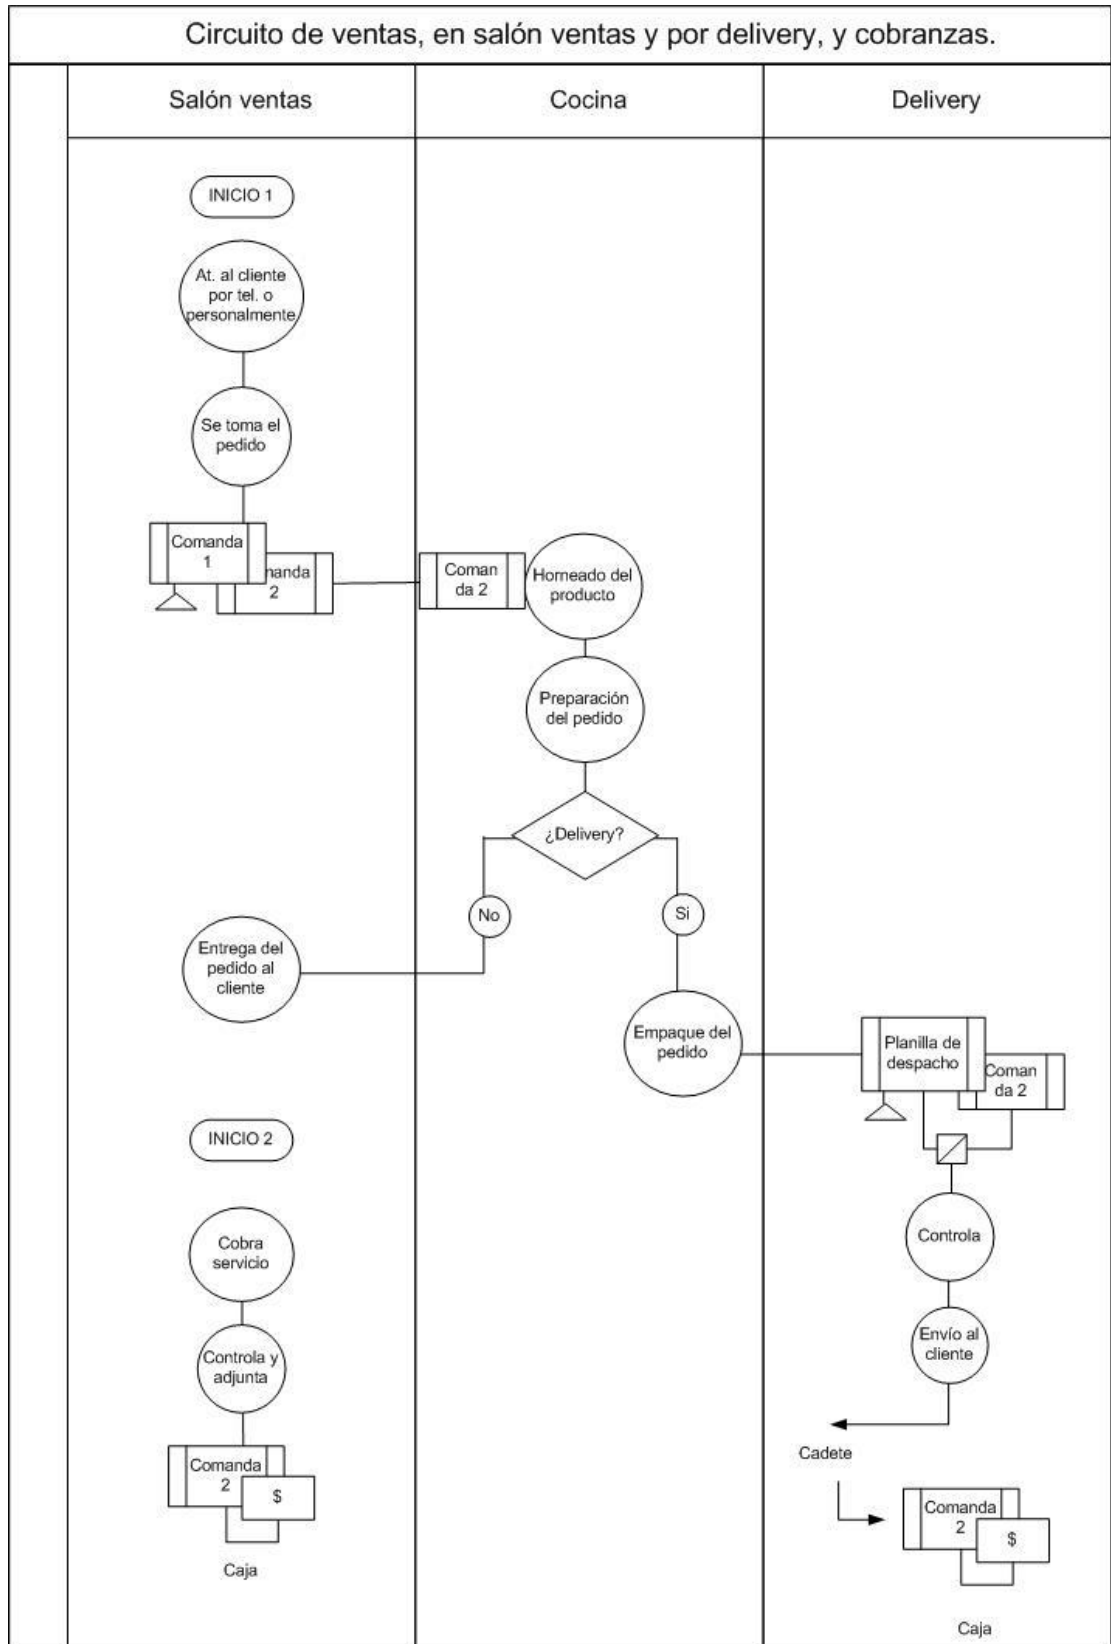 Circuito de ventas, en salón ventas y por delivery, y cobranzas.
Salón ventas
Cocina
Delivery
INICIO 1
At. al cliente
por tel. o
personalmente
Se toma el
pedido
Comanda
1
manda
2
Coman
da 2
Horneado del
producto
Preparación
del pedido
¿Delivery?
No
Si
Entrega del
pedido al
cliente
Empaque del
pedido
Planilla de
despacho
Coman
da 2
INICIO 2
Cobra
servicio
Controla y
adjunta
Comanda
2
$
Caja
Controla
Envío al
cliente
Cadete
Comanda
2
$
Caja